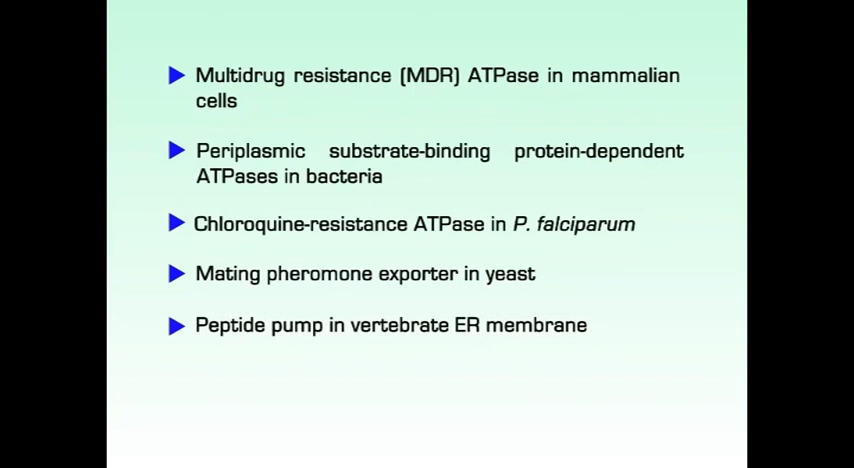 Multidrug resistance (MDR) ATPase in mammalian
cells
Periplasmic substrate-binding protein-dependent
ATPases in bacteria
Chloroquine-resistance ATPase in P. falciparum
Mating pheromone exporter in yeast
Peptide pump in vertebrate ER membrane